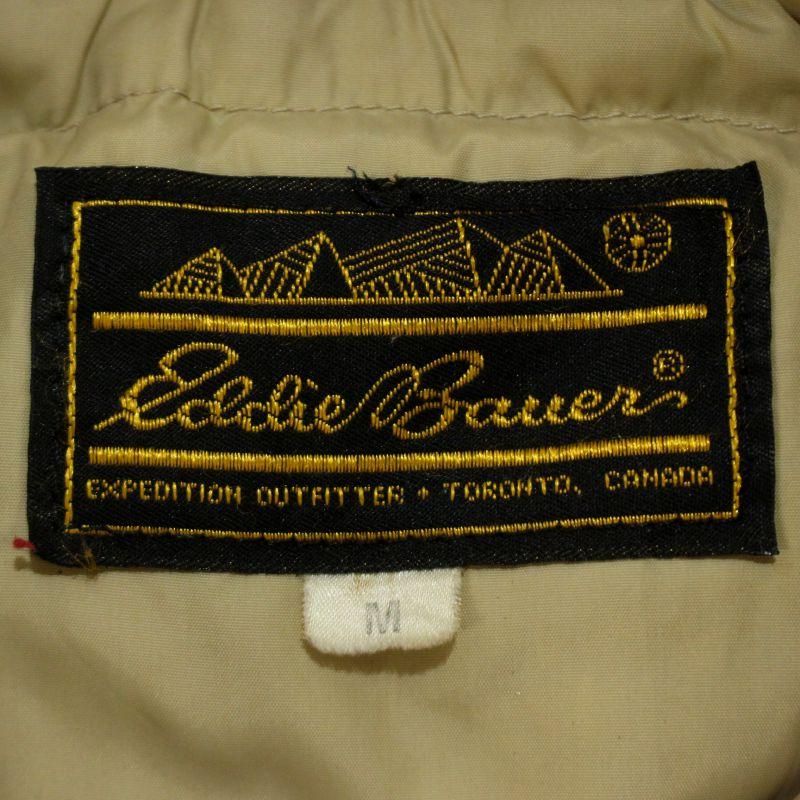 Eddie Bauer ®
EXPEDITION OUTFITTER • TORONTO, CANADA
M